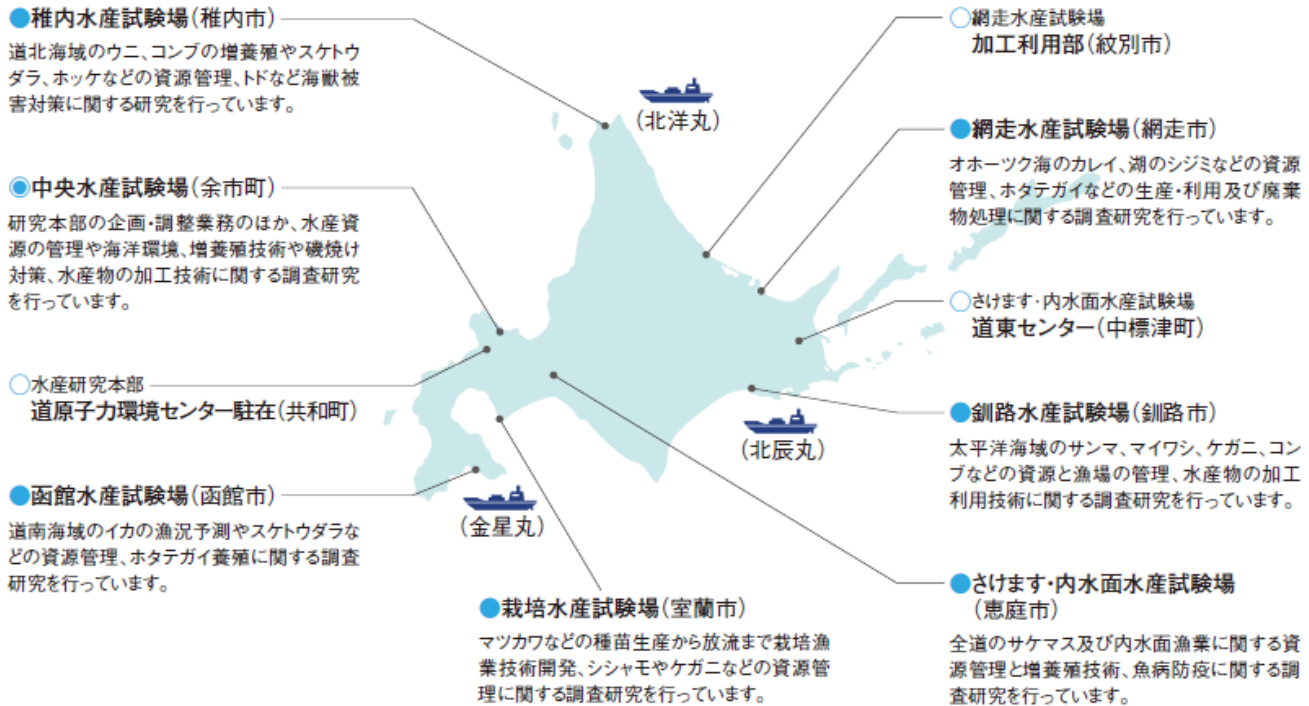 ●稚内水産試験場(稚内市)
道北海域のウニ、コンブの増養殖やスケトウ
ダラ、ホッケなどの資源管理、トドなど海獣被
害対策に関する研究を行っています。
◉中央水産試験場(余市町)
研究本部の企画・調整業務のほか、水産資
源の管理や海洋環境、増養殖技術や磯焼け
対策、水産物の加工技術に関する調査研究
を行っています。
○水産研究本部
道原子力環境センター駐在(共和町)
●函館水産試験場(函館市)
道南海域のイカの漁況予測やスケトウダラな
どの資源管理、ホタテガイ養殖に関する調査
研究を行っています。
(北洋丸)
(北辰丸)
(金星丸)
●栽培水産試験場(室蘭市)
マツカワなどの種苗生産から放流まで栽培漁
業技術開発、シシャモやケガニなどの資源管
理に関する調査研究を行っています。
○網走水産試験場
加工利用部(紋別市)
●網走水産試験場(網走市)
オホーツク海のカレイ、湖のシジミなどの資源
管理、ホタテガイなどの生産・利用及び廃棄
物処理に関する調査研究を行っています。
○さけます・内水面水産試験場
道東センター(中標津町)
●釧路水産試験場(釧路市)
太平洋海域のサンマ、マイワシ、ケガニ、コン
ブなどの資源と漁場の管理、水産物の加工
利用技術に関する調査研究を行っています。
●さけます・内水面水産試験場
(恵庭市)
全道のサケマス及び内水面漁業に関する資
源管理と増養殖技術、魚病防疫に関する調
査研究を行っています。